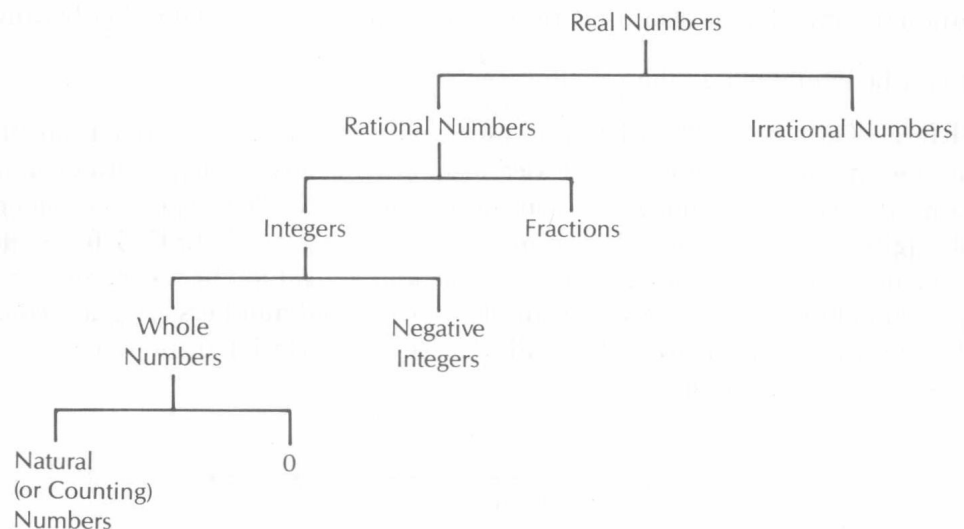 Real Numbers
Rational Numbers
Irrational Numbers
Integers
Fractions
Whole
Numbers
Negative
Integers
Natural
(or Counting)
Numbers
0